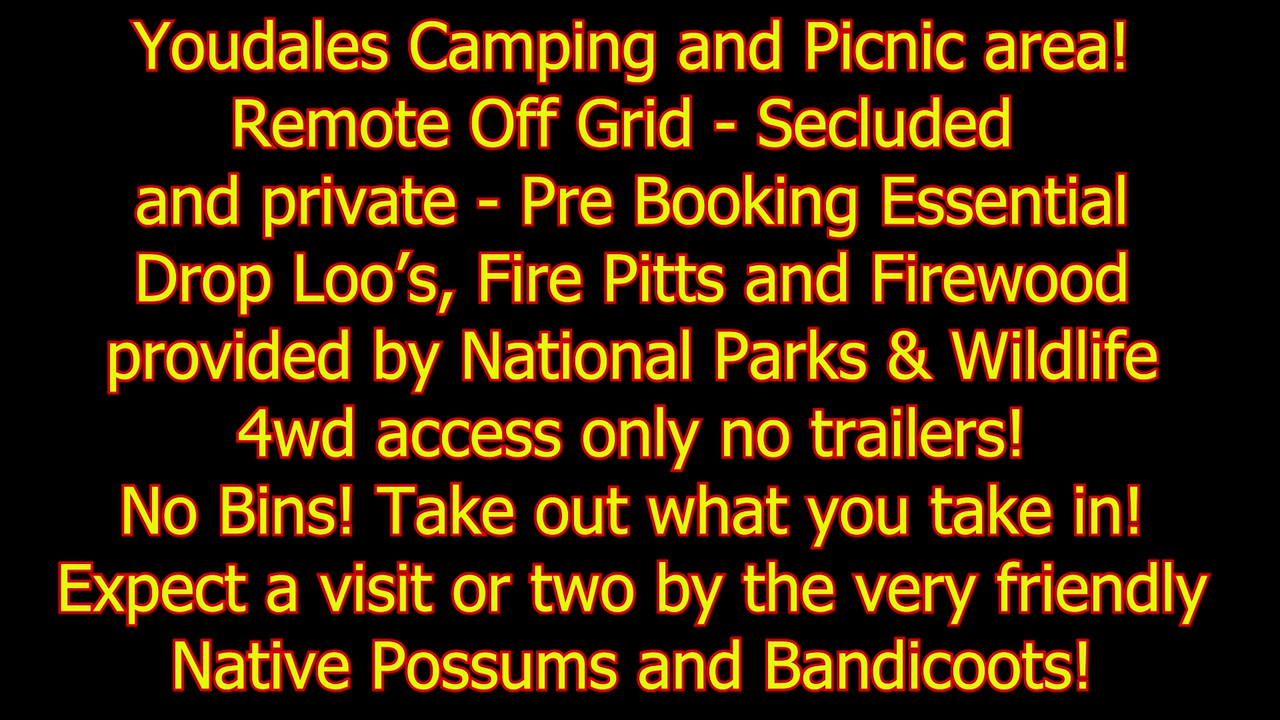 Youdales Camping and Picnic area!
Remote Off Grid - Secluded
and private - Pre Booking Essential
Drop Loo’s, Fire Pitts and Firewood
provided by National Parks & Wildlife
4wd access only no trailers!
No Bins! Take out what you take in!
Expect a visit or two by the very friendly
Native Possums and Bandicoots!